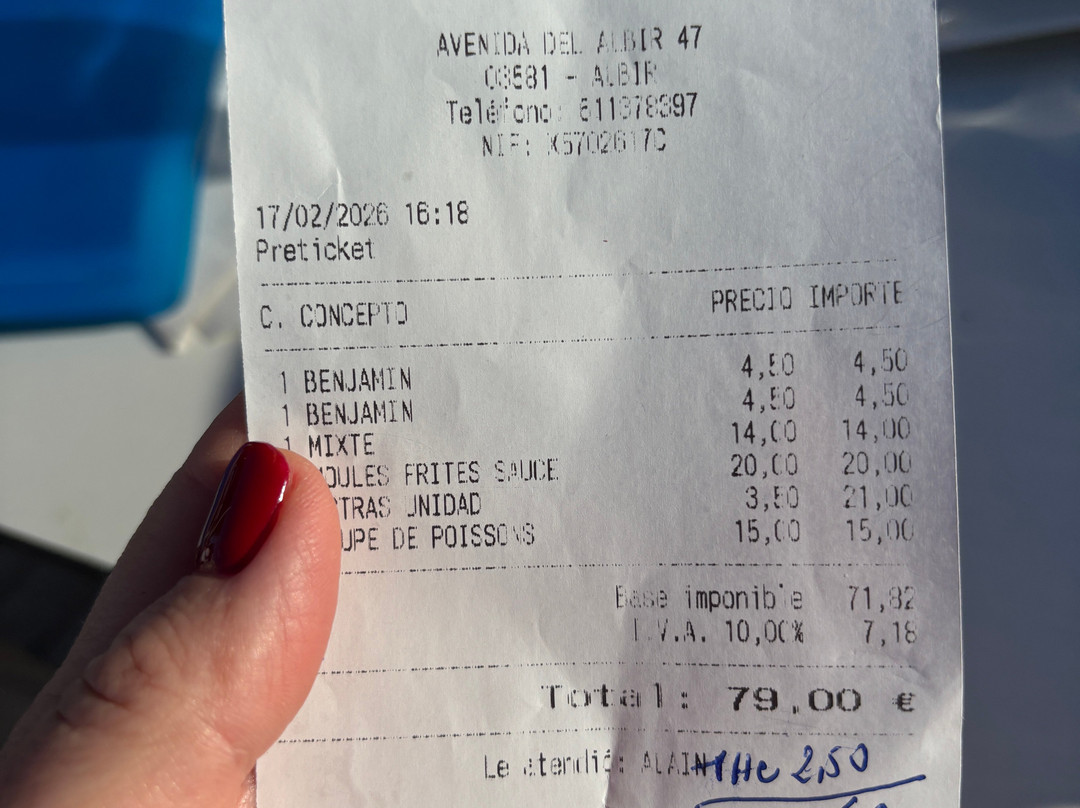 AVENIDA DEL ALBIR 47
03581 - ALBIR
Teléfono: 611378397
NIF: X5702617C
17/02/2026 16:18
Preticket
C. CONCEPTO PRECIO IMPORTE
1 BENJAMIN 4,50 4,50
1 BENJAMIN 4,50 4,50
1 MIXTE 14,00 14,00
OULES FRITES SAUCE 20,00 20,00
TRAS UNIDAD 3,50 21,00
UPE DE POISSONS 15,00 15,00
Base imponible 71,82
I.V.A. 10,00% 7,18
Total: 79.00 €
Le atendió: ALAIN
2,50